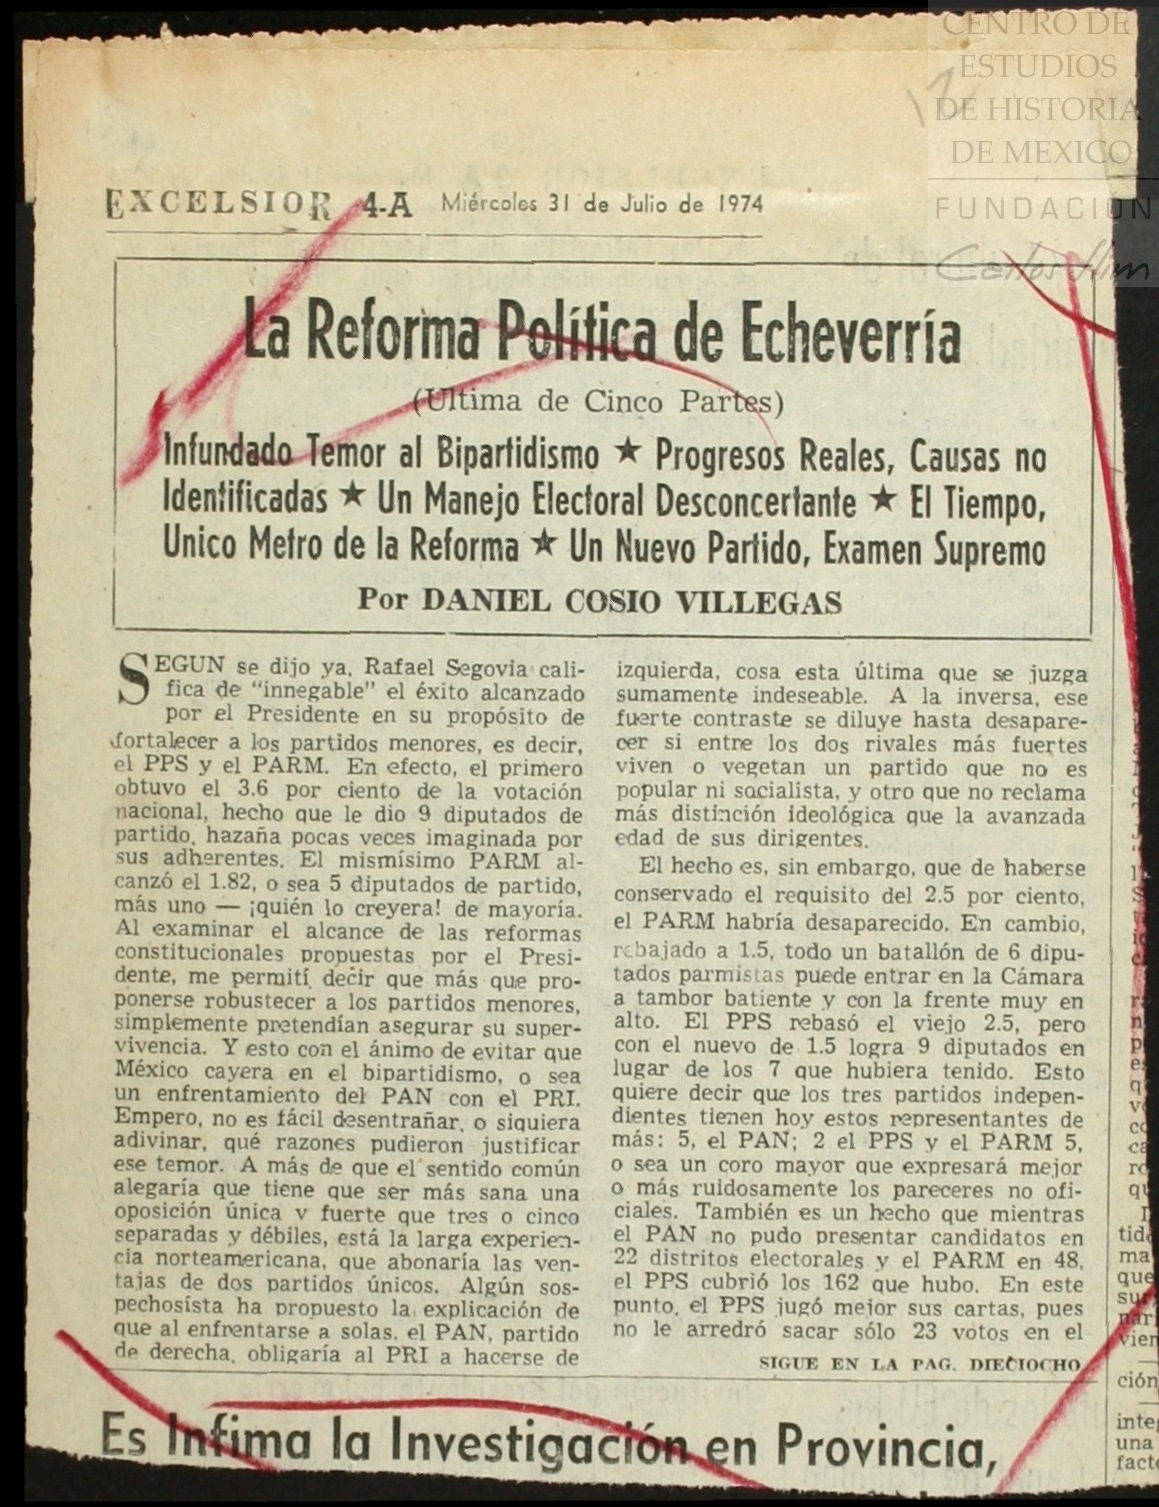 CENTRO DE
ESTUDIOS
DE HISTORIA
DE MEXICO
FUNDACION
Carlos Slim
EXCELSIOR 4-A Miércoles 31 de Julio de 1974
La Reforma Política de Echeverría
(Ultima de Cinco Partes)
Infundado Temor al Bipartidismo ★ Progresos Reales, Causas no
Identificadas ★ Un Manejo Electoral Desconcertante ★ El Tiempo,
Unico Metro de la Reforma ★ Un Nuevo Partido, Examen Supremo
Por DANIEL COSIO VILLEGAS
SEGUN se dijo ya, Rafael Segovia cali-
fica de "innegable" el éxito alcanzado
por el Presidente en su propósito de
fortalecer a los partidos menores, es decir,
el PPS y el PARM. En efecto, el primero
obtuvo el 3.6 por ciento de la votación
nacional, hecho que le dio 9 diputados de
partido, hazaña pocas veces imaginada por
sus adherentes. El mismísimo PARM al-
canzó el 1.82, o sea 5 diputados de partido,
más uno — ¡quién lo creyera! de mayoría.
Al examinar el alcance de las reformas
constitucionales propuestas por el Presi-
dente, me permití decir que más que pro-
ponerse robustecer a los partidos menores,
simplemente pretendían asegurar su super-
vivencia. Y esto con el ánimo de evitar que
México cayera en el bipartidismo, o sea
un enfrentamiento del PAN con el PRI.
Empero, no es fácil desentrañar, o siquiera
adivinar, qué razones pudieron justificar
ese temor. A más de que el sentido común
alegaría que tiene que ser más sana una
oposición única y fuerte que tres o cinco
separadas y débiles, está la larga experien-
cia norteamericana, que abonaría las ven-
tajas de dos partidos únicos. Algún sos-
pechosista ha propuesto la explicación de
que al enfrentarse a solas, el PAN, partido
de derecha, obligaría al PRI a hacerse de
izquierda, cosa esta última que se juzga
sumamente indeseable. A la inversa, ese
fuerte contraste se diluye hasta desapare-
cer si entre los dos rivales más fuertes
viven o vegetan un partido que no es
popular ni socialista, y otro que no reclama
más distinción ideológica que la avanzada
edad de sus dirigentes.
El hecho es, sin embargo, que de haberse
conservado el requisito del 2.5 por ciento,
el PARM habría desaparecido. En cambio,
rebajado a 1.5, todo un batallón de 6 dipu-
tados parmistas puede entrar en la Cámara
a tambor batiente y con la frente muy en
alto. El PPS rebasó el viejo 2.5, pero
con el nuevo de 1.5 logra 9 diputados en
lugar de los 7 que hubiera tenido. Esto
quiere decir que los tres partidos indepen-
dientes tienen hoy estos representantes de
más: 5, el PAN; 2 el PPS y el PARM 5,
o sea un coro mayor que expresará mejor
o más ruidosamente los pareceres no ofi-
ciales. También es un hecho que mientras
el PAN no pudo presentar candidatos en
22 distritos electorales y el PARM en 48,
el PPS cubrió los 162 que hubo. En este
punto, el PPS jugó mejor sus cartas, pues
no le arredró sacar sólo 23 votos en el
SIGUE EN LA PAG. DIECIOCHO
Es Infima la Investigación en Provincia,
ción
inte
una
fact